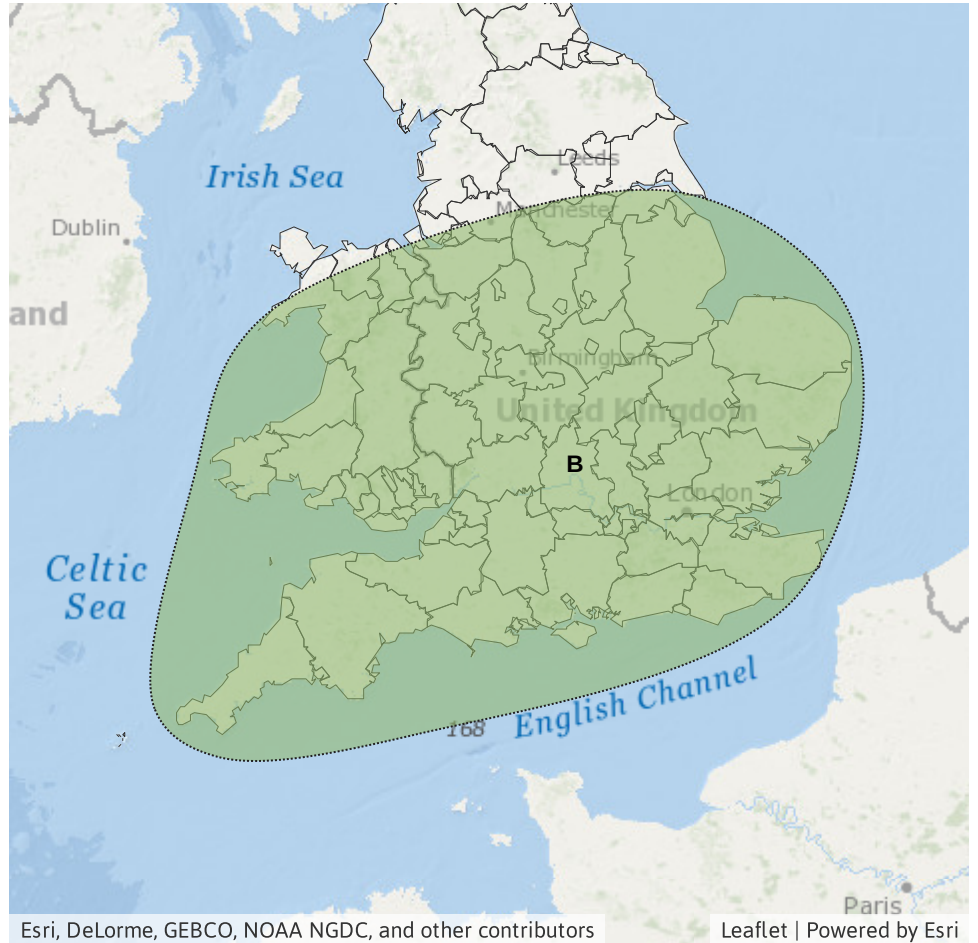 Leeds
Irish Sea
Manchester
Dublin
and
Birmingham
United Kingdom
B
London
Celtic
Sea
English Channel
168
Paris
Esri, DeLorme, GEBCO, NOAA NGDC, and other contributors
Leaflet | Powered by Esri